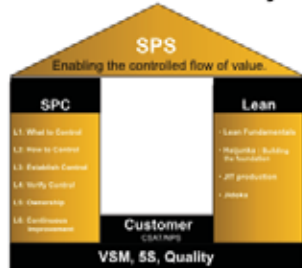 SPS
Enabling the controlled flow of value.
SPC
L1: What to Control
L2: How to Control
L3: Establish Control
L4: Verify Control
L5: Ownership
L6: Continuous
Improvement
Lean
• Lean Fundamentals
• Heijunka - Building
the foundation
• JIT production
• Jidoka
Customer
CSAT/NPS
VSM, 5S, Quality